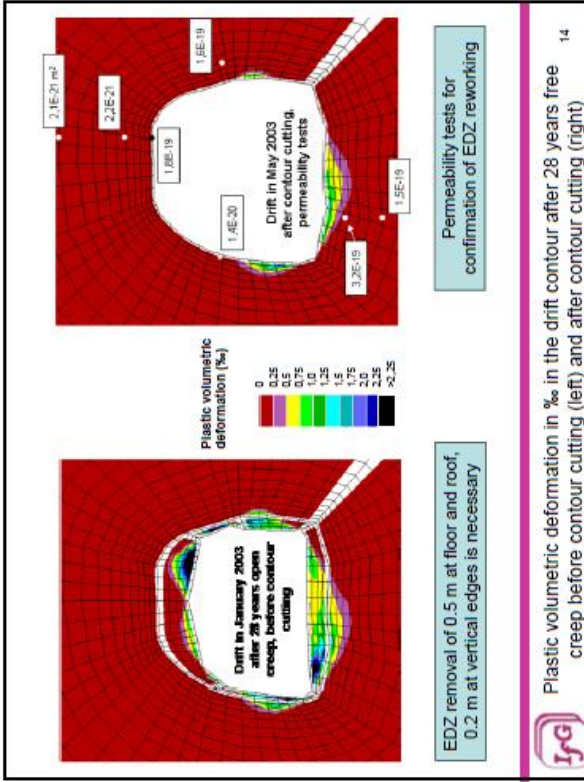 Drift in January 2003
after 28 years open
creep, before contour
cutting
Plastic volumetric
deformation (‰)
0
0,25
0,5
0,75
1,0
1,25
1,5
1,75
2,0
2,25
>2,25
2,1E-21 m²
2,2E-21
1,6E-19
1,8E-19
1,4E-20
Drift in May 2003
after contour cutting,
permeability tests
3,2E-19
1,5E-19
EDZ removal of 0.5 m at floor and roof,
0.2 m at vertical edges is necessary
Permeability tests for
confirmation of EDZ reworking
IfG
Plastic volumetric deformation in ‰ in the drift contour after 28 years free
creep before contour cutting (left) and after contour cutting (right)
14